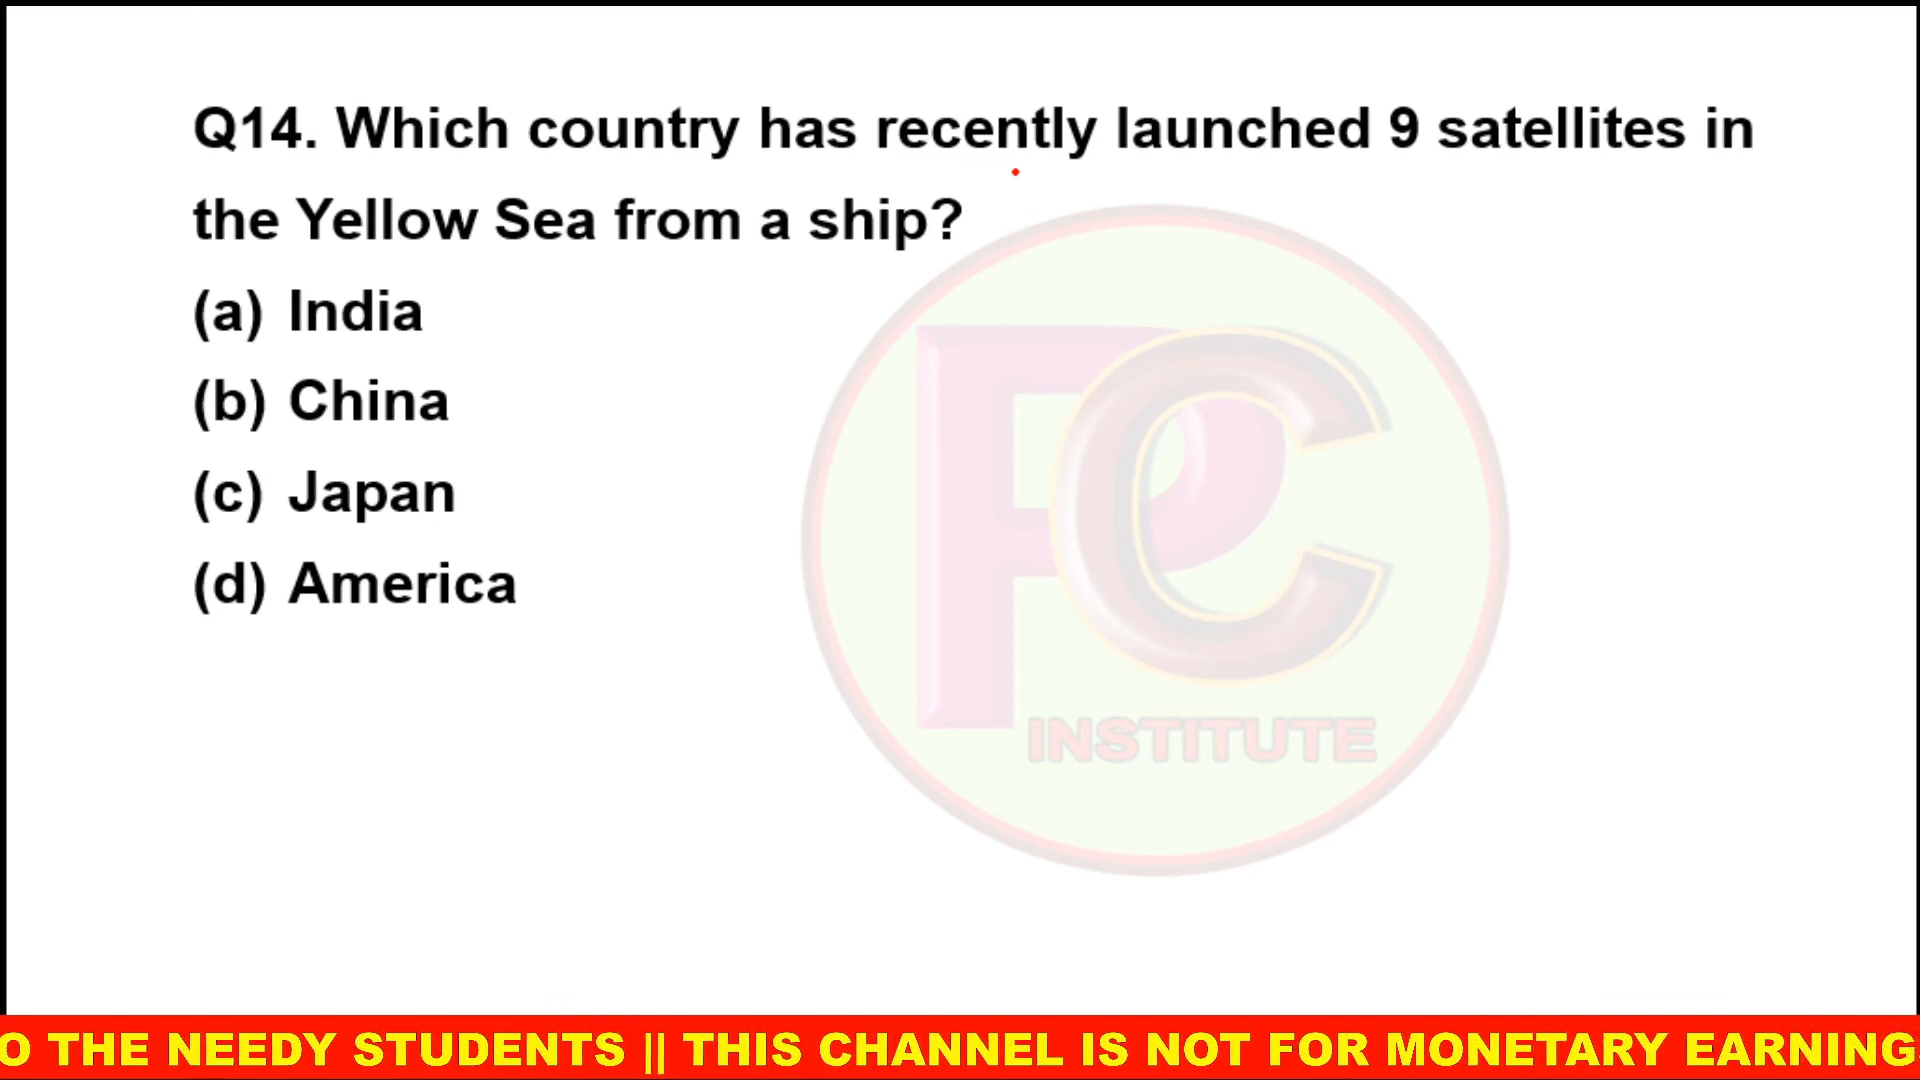 Q14. Which country has recently launched 9 satellites in
the Yellow Sea from a ship?
(a) India
(b) China
(c) Japan
(d) America
PC
INSTITUTE
O THE NEEDY STUDENTS || THIS CHANNEL IS NOT FOR MONETARY EARNING